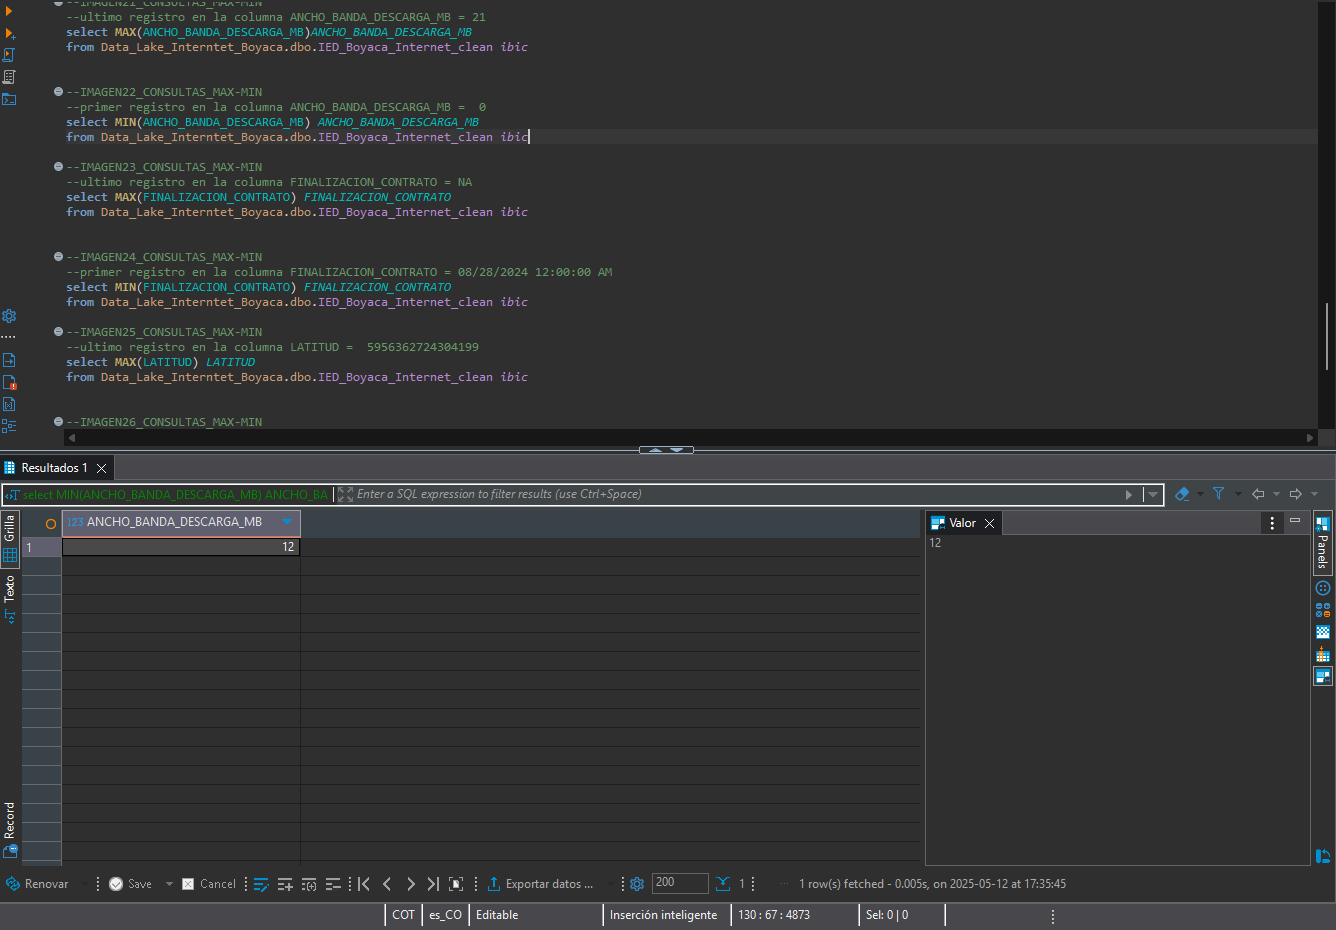 --IMAGEN21_CONSULTAS_MAX-MIN
--ultimo registro en la columna ANCHO_BANDA_DESCARGA_MB = 21
select MAX(ANCHO_BANDA_DESCARGA_MB)ANCHO_BANDA_DESCARGA_MB
from Data_Lake_Interntet_Boyaca.dbo.IED_Boyaca_Internet_clean ibic
--IMAGEN22_CONSULTAS_MAX-MIN
--primer registro en la columna ANCHO_BANDA_DESCARGA_MB =  0
select MIN(ANCHO_BANDA_DESCARGA_MB) ANCHO_BANDA_DESCARGA_MB
from Data_Lake_Interntet_Boyaca.dbo.IED_Boyaca_Internet_clean ibic
--IMAGEN23_CONSULTAS_MAX-MIN
--ultimo registro en la columna FINALIZACION_CONTRATO = NA
select MAX(FINALIZACION_CONTRATO) FINALIZACION_CONTRATO
from Data_Lake_Interntet_Boyaca.dbo.IED_Boyaca_Internet_clean ibic
--IMAGEN24_CONSULTAS_MAX-MIN
--primer registro en la columna FINALIZACION_CONTRATO = 08/28/2024 12:00:00 AM
select MIN(FINALIZACION_CONTRATO) FINALIZACION_CONTRATO
from Data_Lake_Interntet_Boyaca.dbo.IED_Boyaca_Internet_clean ibic
--IMAGEN25_CONSULTAS_MAX-MIN
--ultimo registro en la columna LATITUD =  5956362724304199
select MAX(LATITUD) LATITUD
from Data_Lake_Interntet_Boyaca.dbo.IED_Boyaca_Internet_clean ibic
--IMAGEN26_CONSULTAS_MAX-MIN
Resultados 1
select MIN(ANCHO_BANDA_DESCARGA_MB) ANCHO_BA
Enter a SQL expression to filter results (use Ctrl+Space)
Grilla
Texto
Record
123 ANCHO_BANDA_DESCARGA_MB
1 12
Valor
12
Panels
Renovar Save Cancel Exportar datos ... 200 1 1 row(s) fetched - 0.005s, on 2025-05-12 at 17:35:45
COT es_CO Editable Inserción inteligente 130 : 67 : 4873 Sel: 0 | 0